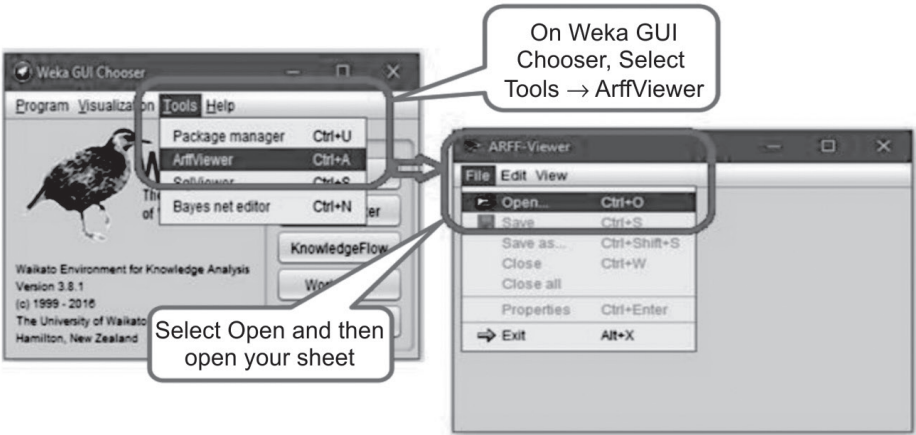 On Weka GUI
Chooser, Select
Tools → ArffViewer
Weka GUI Chooser
Program Visualization Tools Help
Package manager Ctrl+U
ArffViewer Ctrl+A
SqlViewer Ctrl+S
Bayes net editor Ctrl+N
KnowledgeFlow
Waikato Environment for Knowledge Analysis
Version 3.8.1
(c) 1999 - 2016
The University of Waikato
Hamilton, New Zealand
Select Open and then
open your sheet
ARFF-Viewer
File Edit View
Open... Ctrl+O
Save Ctrl+S
Save as... Ctrl+Shift+S
Close Ctrl+W
Close all
Properties Ctrl+Enter
Exit Alt+X